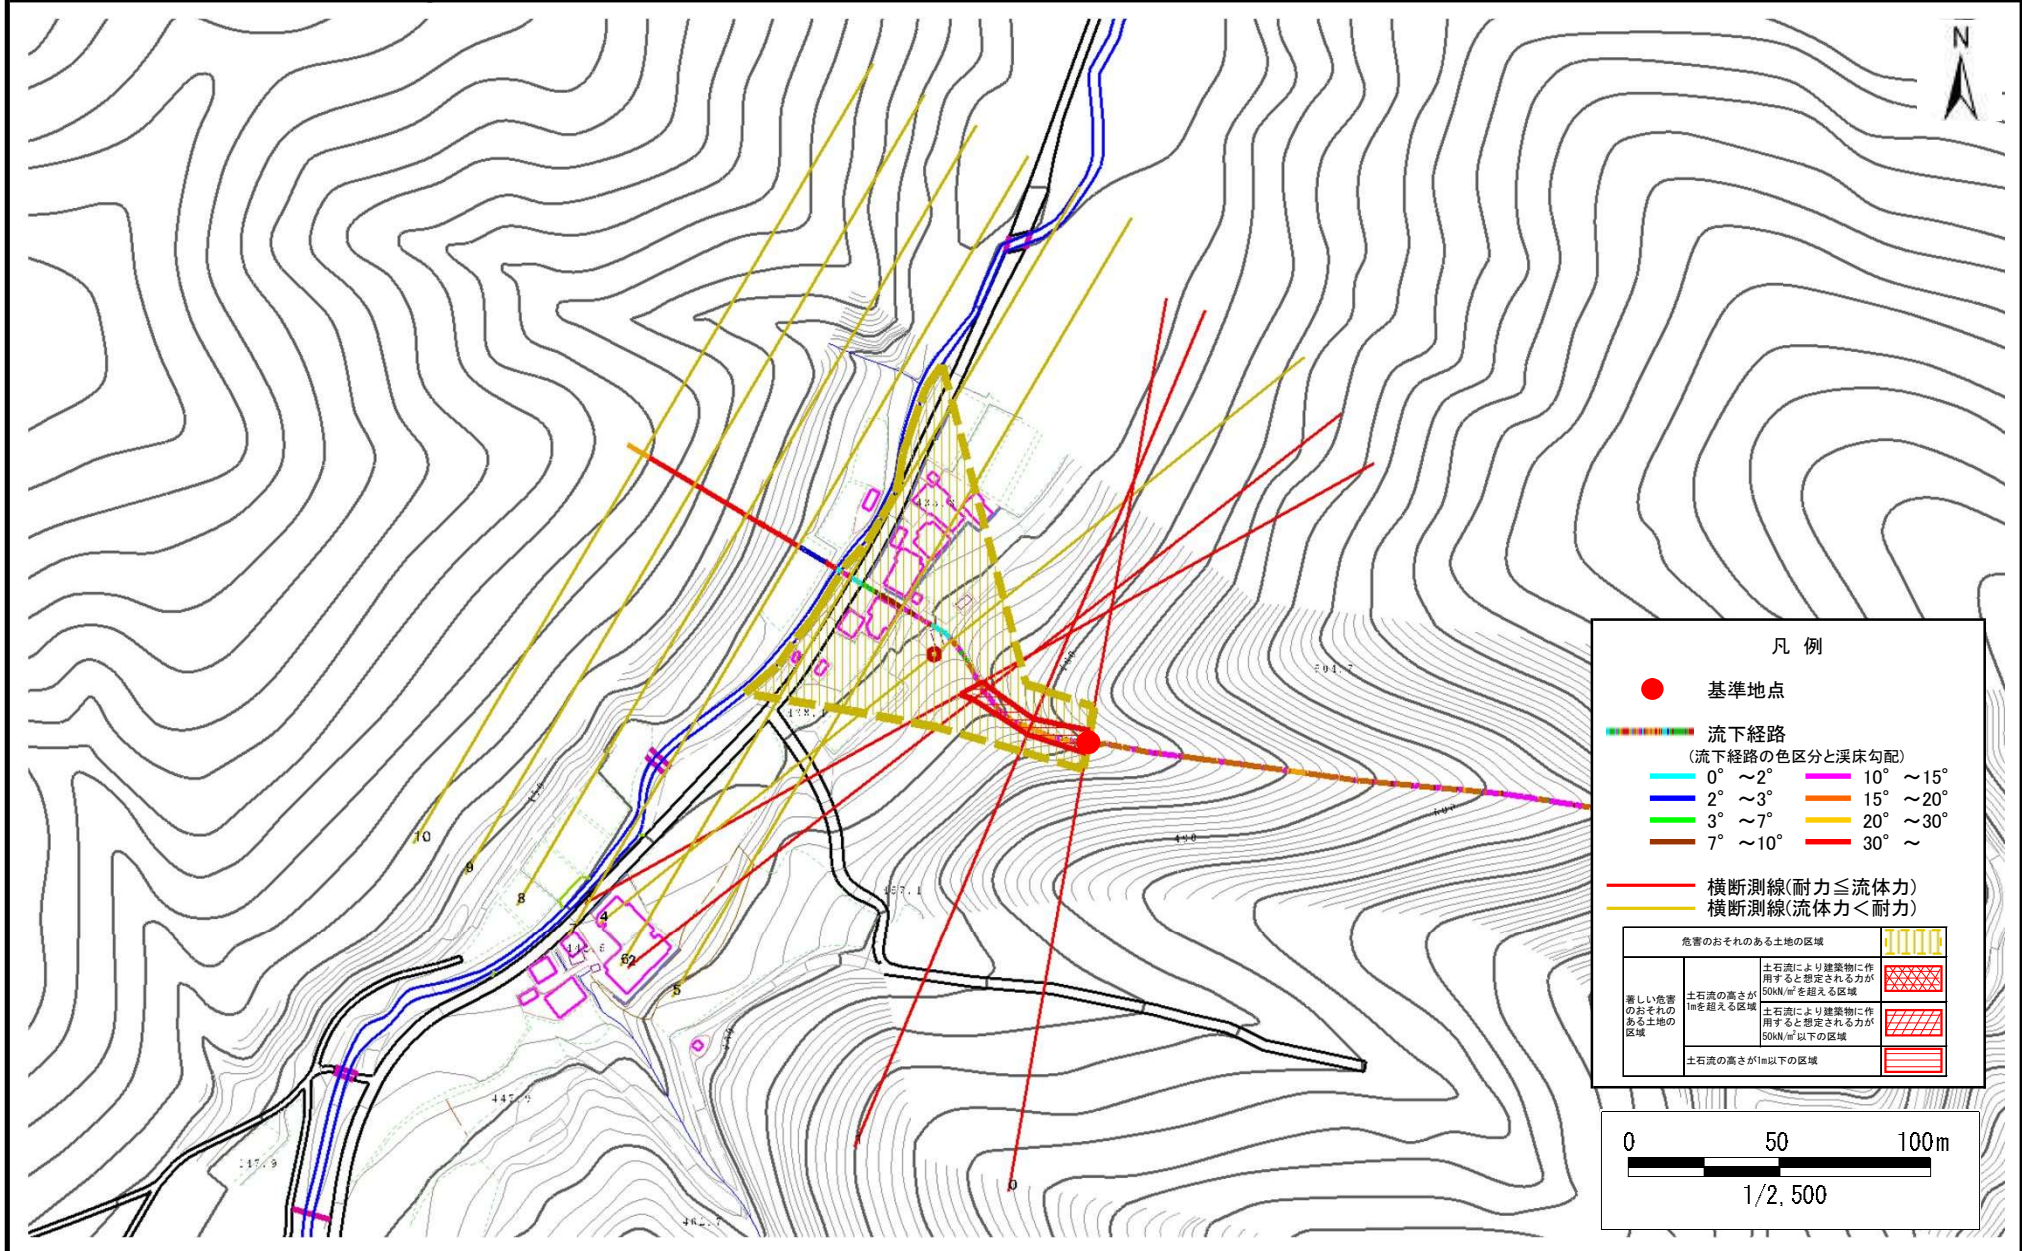 N
10
9
8
4
62
5
0
447.9
凡 例
基準地点
流下経路
(流下経路の色区分と渓床勾配)
0° ～2° 10° ～15°
2° ～3° 15° ～20°
3° ～7° 20° ～30°
7° ～10° 30° ～
横断測線(耐力≦流体力)
横断測線(流体力＜耐力)
危害のおそれのある土地の区域
著しい危害のおそれのある土地の区域
土石流の高さが1mを超える区域
土石流により建築物に作用すると想定される力が50kN/㎡を超える区域
土石流により建築物に作用すると想定される力が50kN/㎡以下の区域
土石流の高さが1m以下の区域
0 50 100m
1/2,500